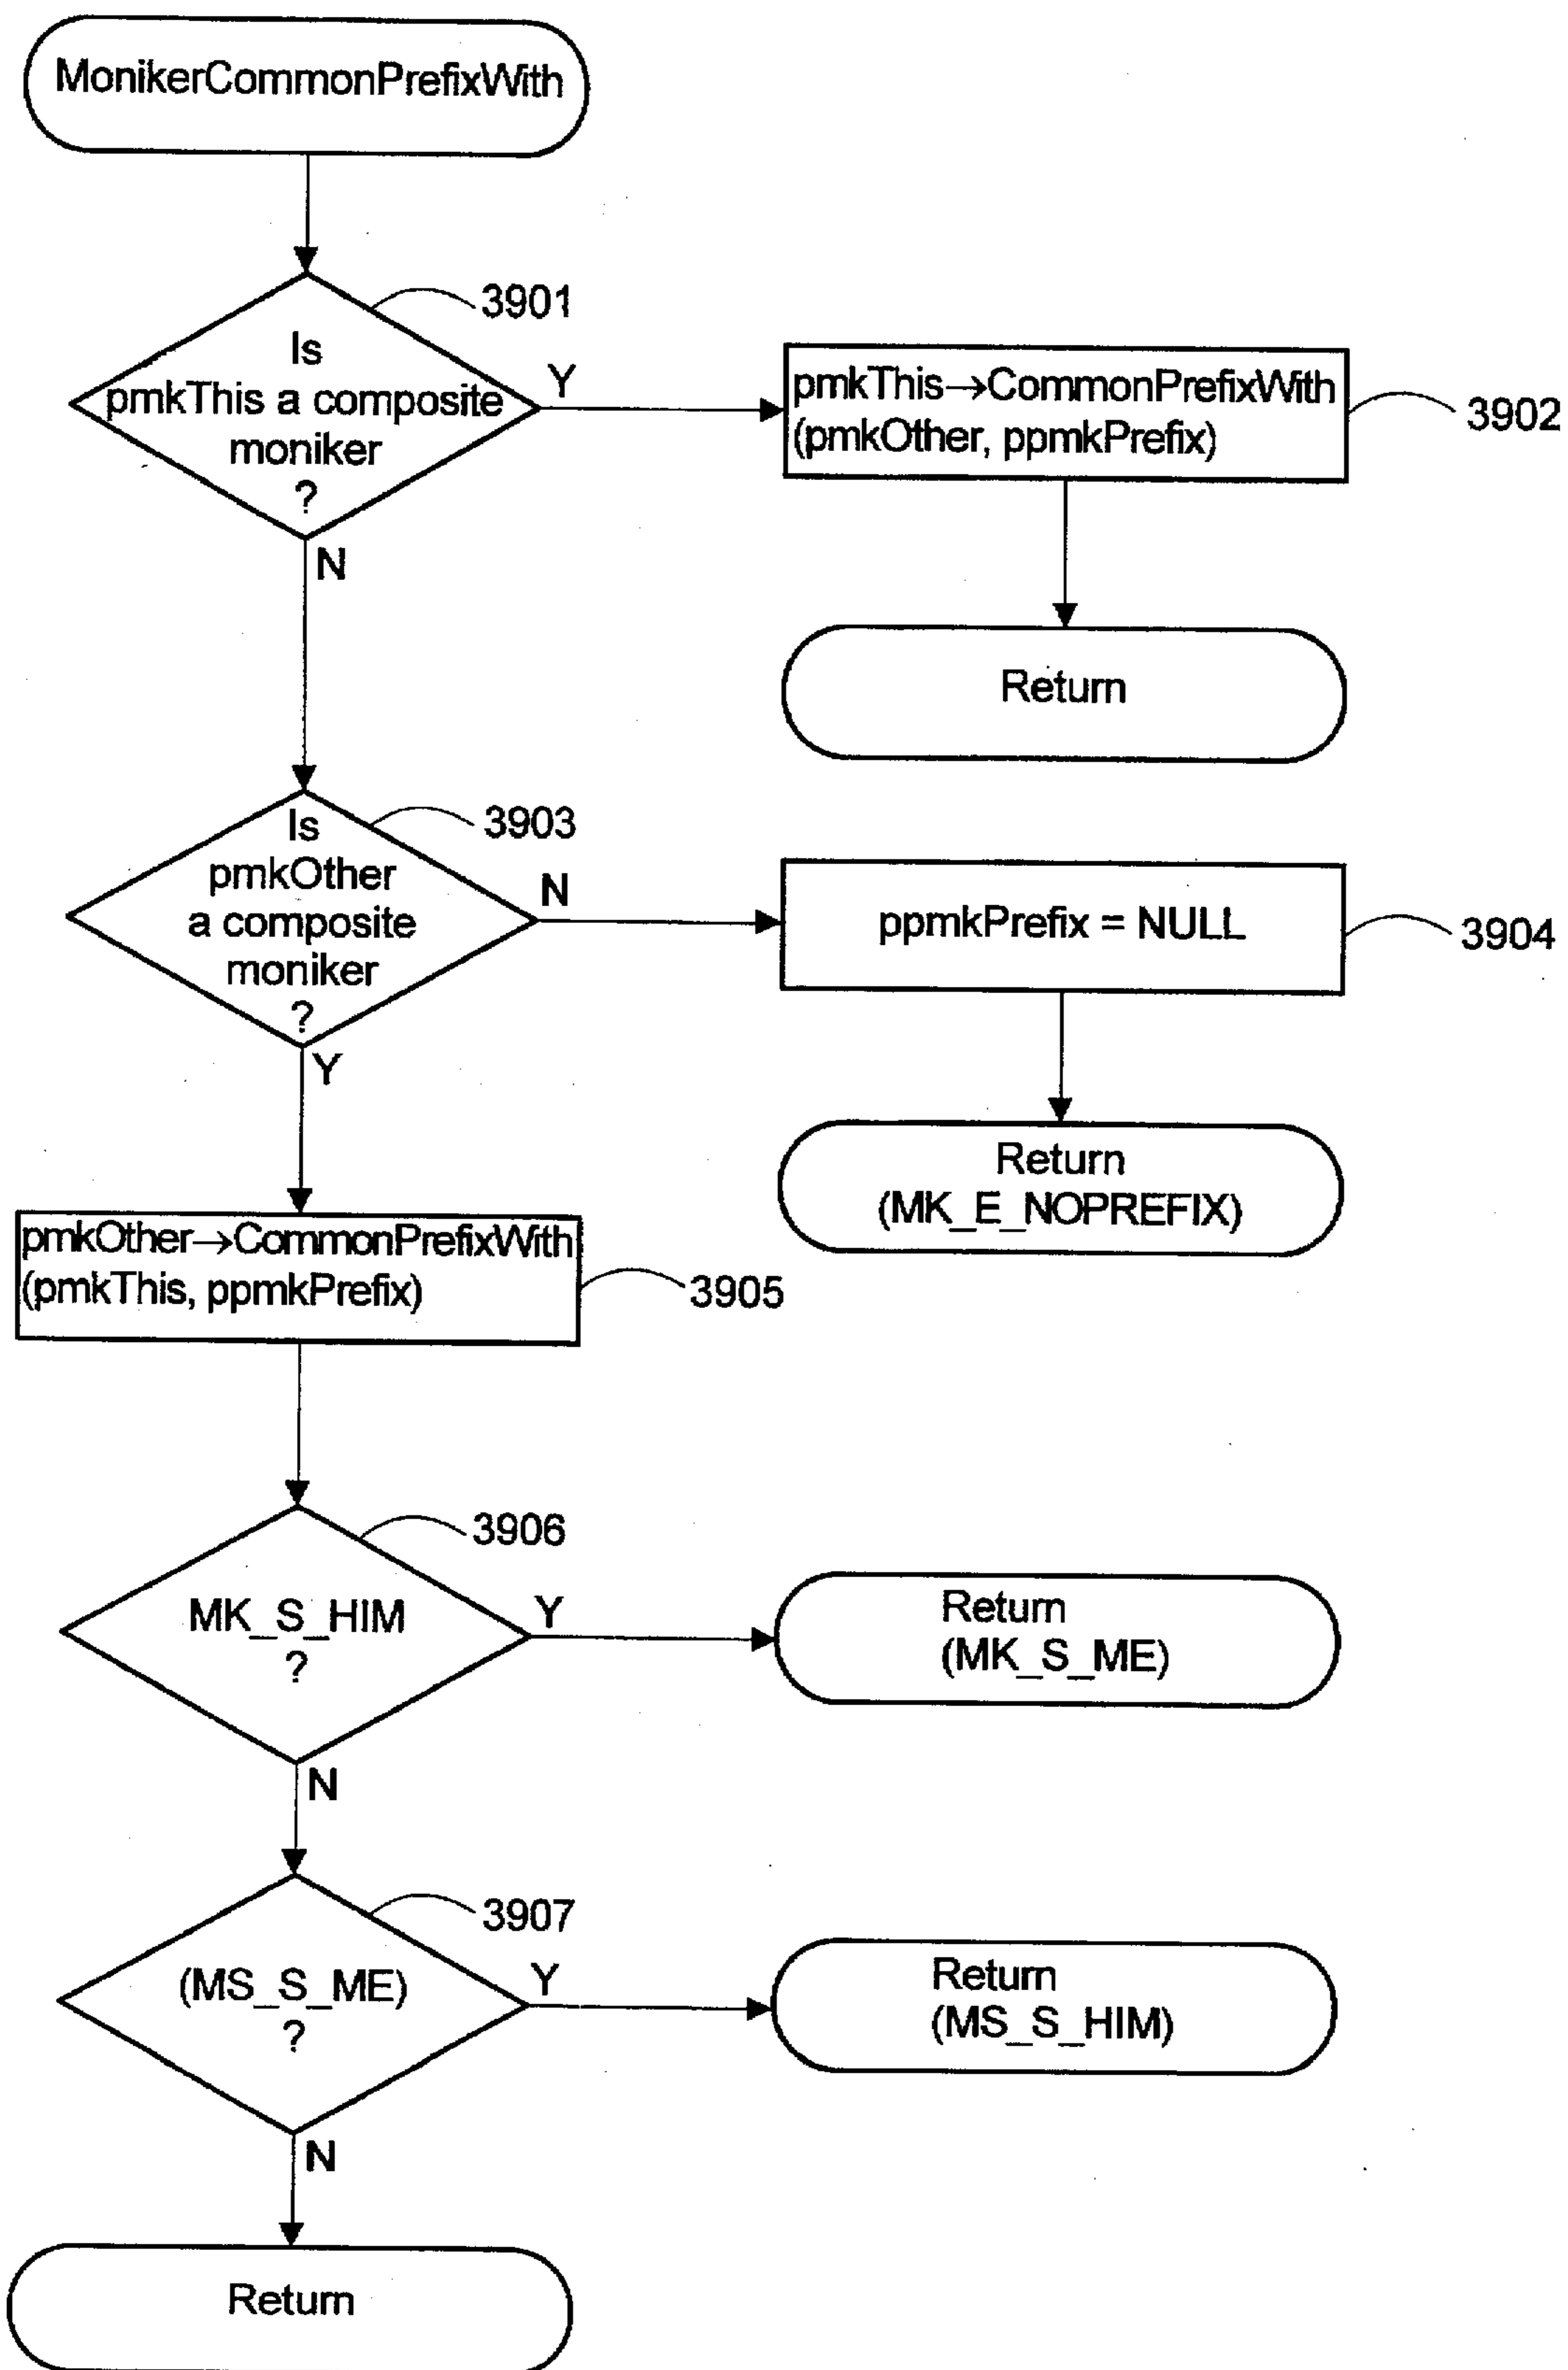 MonikerCommonPrefixWith
3901
Is
pmkThis a composite
moniker
?
Y
N
pmkThis→CommonPrefixWith
(pmkOther, ppmkPrefix)
3902
Return
3903
Is
pmkOther
a composite
moniker
?
N
Y
ppmkPrefix = NULL
3904
Return
(MK_E_NOPREFIX)
pmkOther→CommonPrefixWith
(pmkThis, ppmkPrefix)
3905
3906
MK_S_HIM
?
Y
N
Return
(MK_S_ME)
3907
(MS_S_ME)
?
Y
N
Return
(MS_S_HIM)
Return